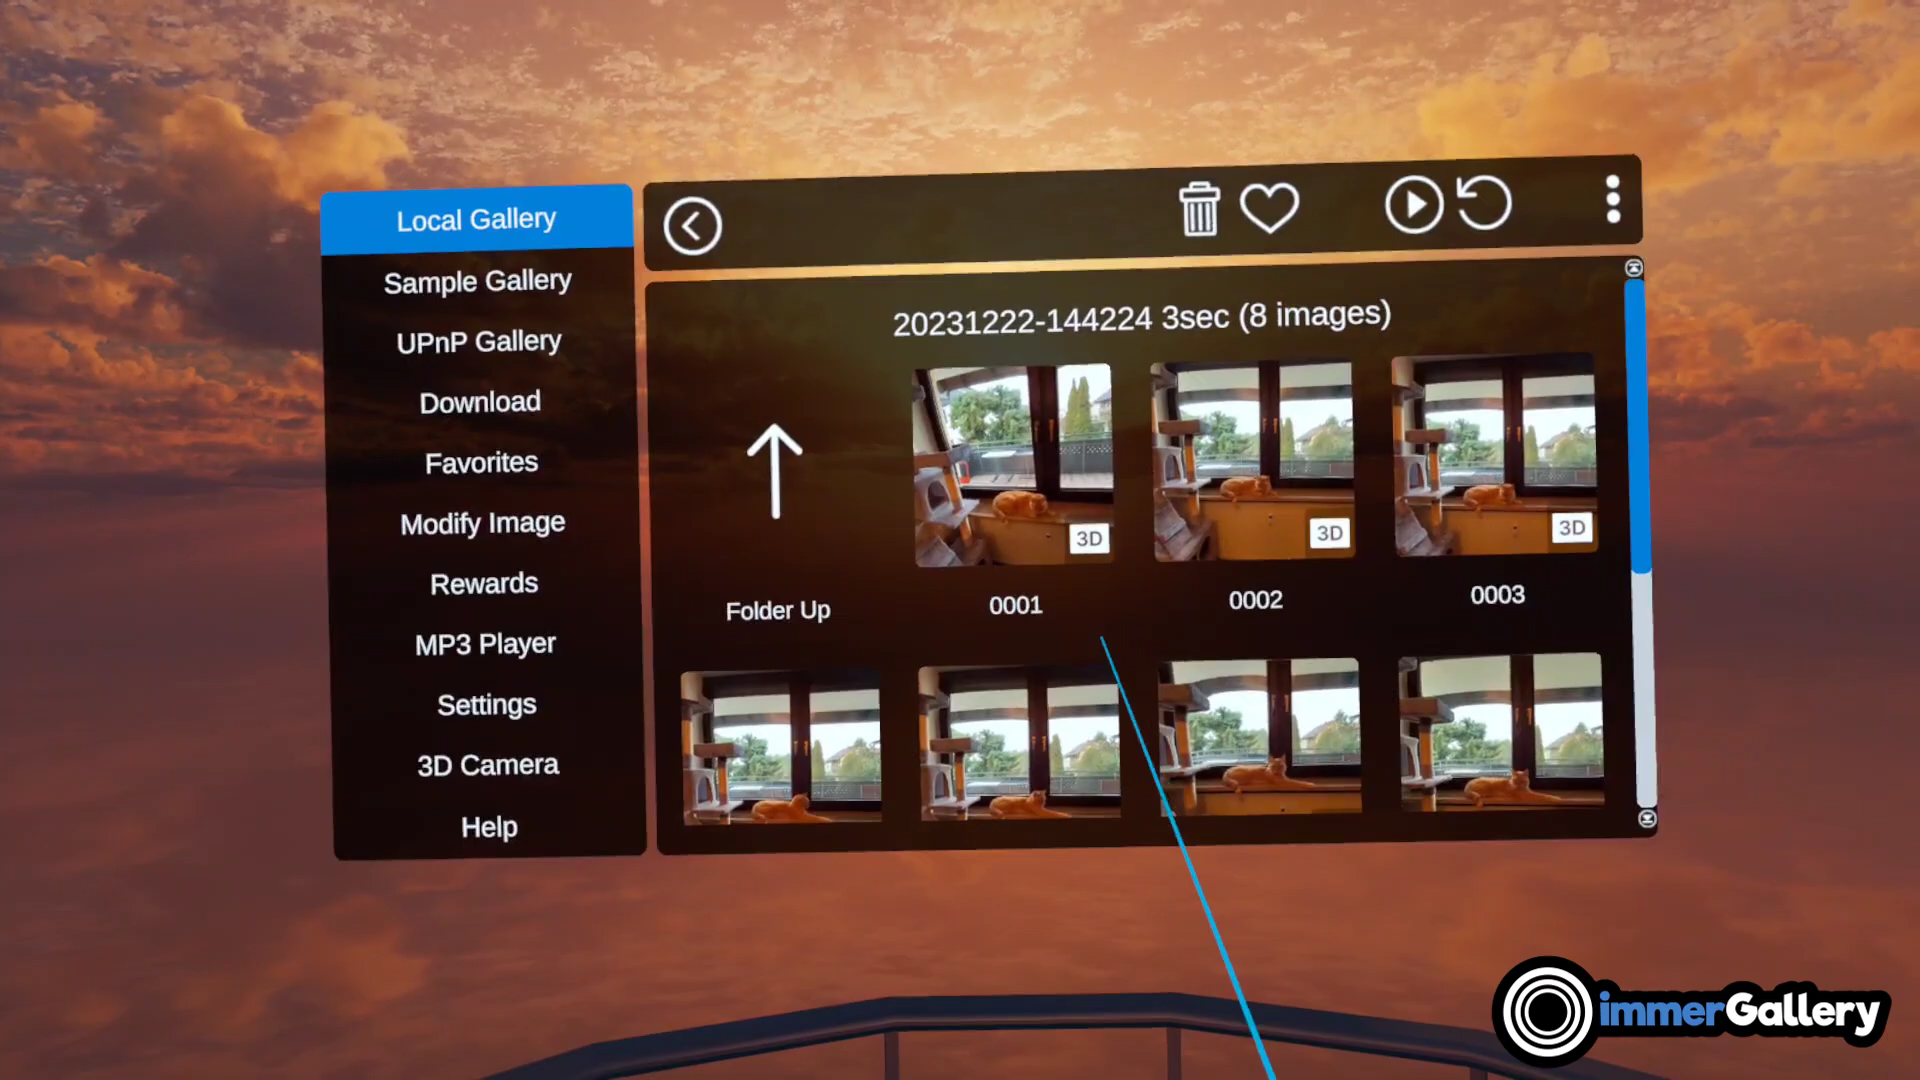 Local Gallery
Sample Gallery
UPnP Gallery
Download
Favorites
Modify Image
Rewards
MP3 Player
Settings
3D Camera
Help
20231222-144224 3sec (8 images)
3D
3D
3D
Folder Up
0001
0002
0003
immerGallery